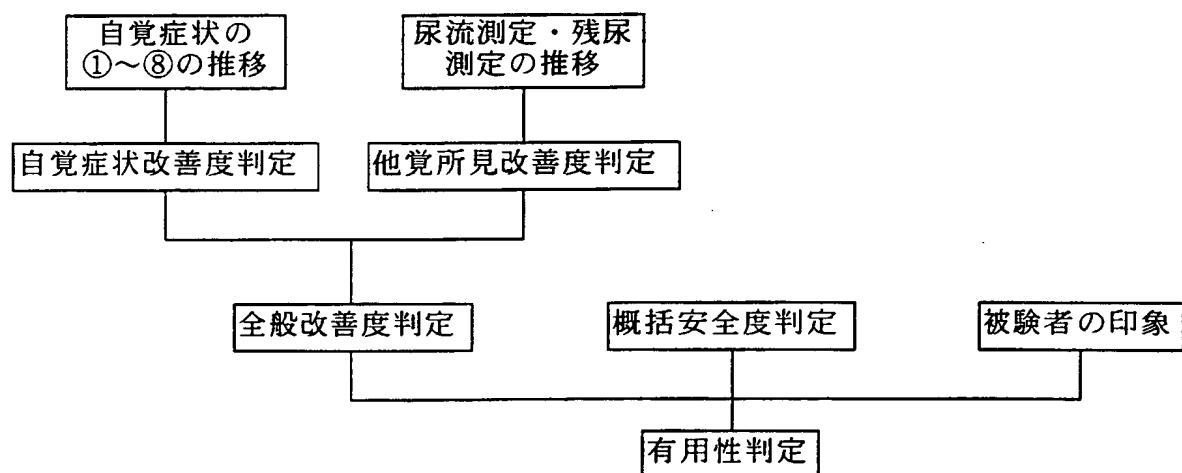 自覚症状の
①～⑧の推移
尿流測定・残尿
測定の推移
自覚症状改善度判定
他覚所見改善度判定
全般改善度判定
概括安全度判定
被験者の印象
有用性判定